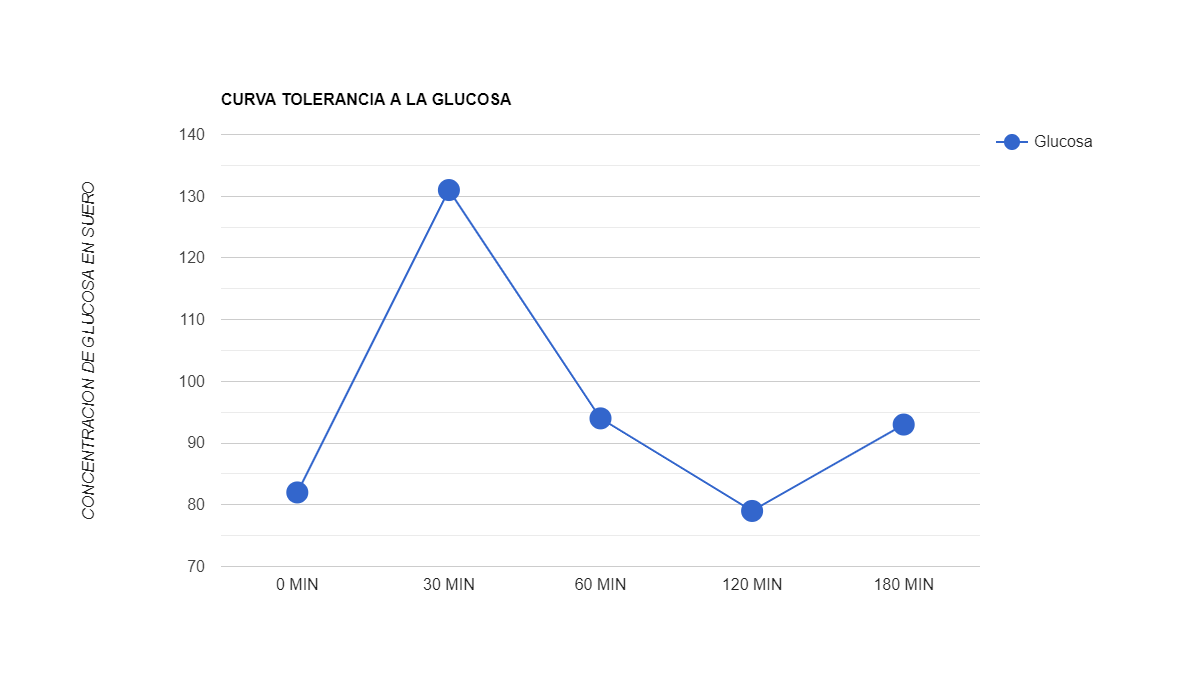 CURVA TOLERANCIA A LA GLUCOSA
Glucosa
CONCENTRACION DE GLUCOSA EN SUERO
140
130
120
110
100
90
80
70
0 MIN
30 MIN
60 MIN
120 MIN
180 MIN